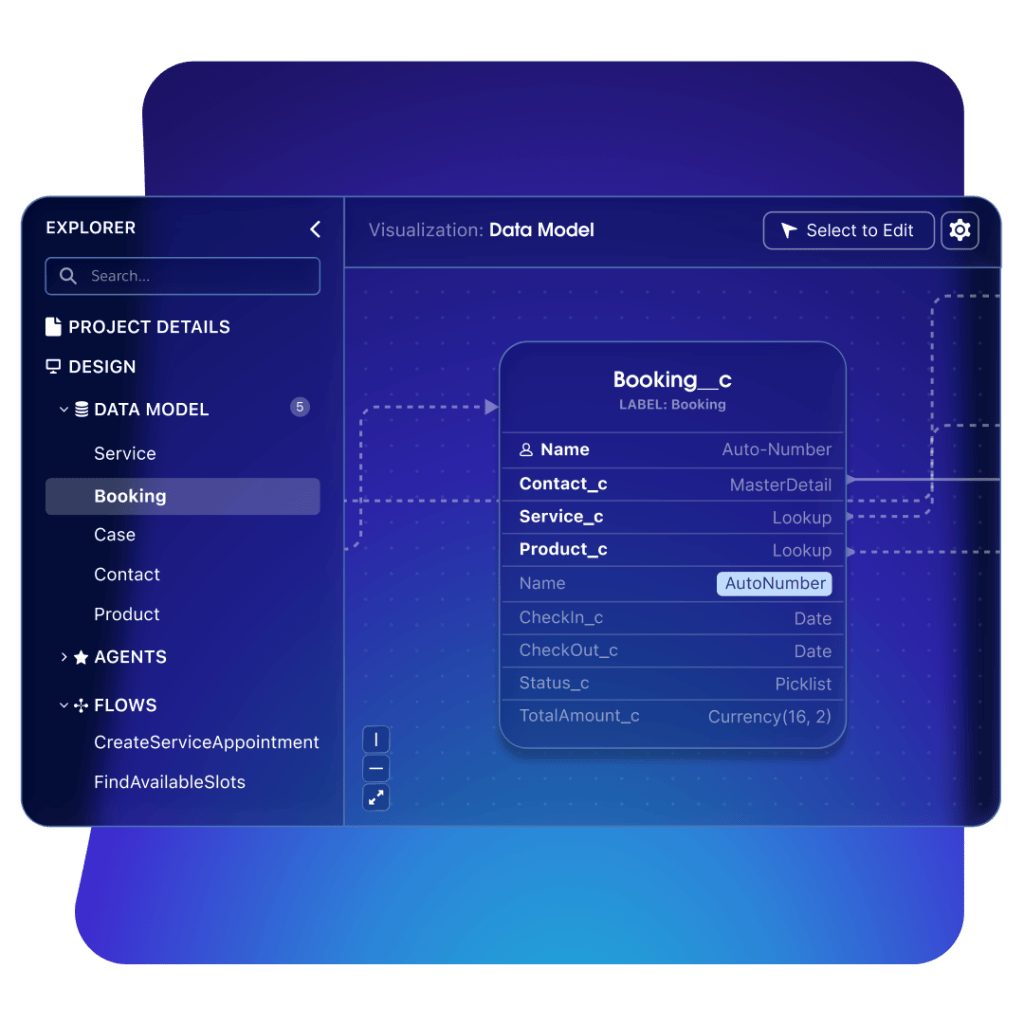 EXPLORER
Search...
PROJECT DETAILS
DESIGN
DATA MODEL 5
Service
Booking
Case
Contact
Product
AGENTS
FLOWS
CreateServiceAppointment
FindAvailableSlots
Visualization: Data Model
Select to Edit
Booking__c
LABEL: Booking
Name Auto-Number
Contact_c MasterDetail
Service_c Lookup
Product_c Lookup
Name AutoNumber
CheckIn_c Date
CheckOut_c Date
Status_c Picklist
TotalAmount_c Currency(16, 2)